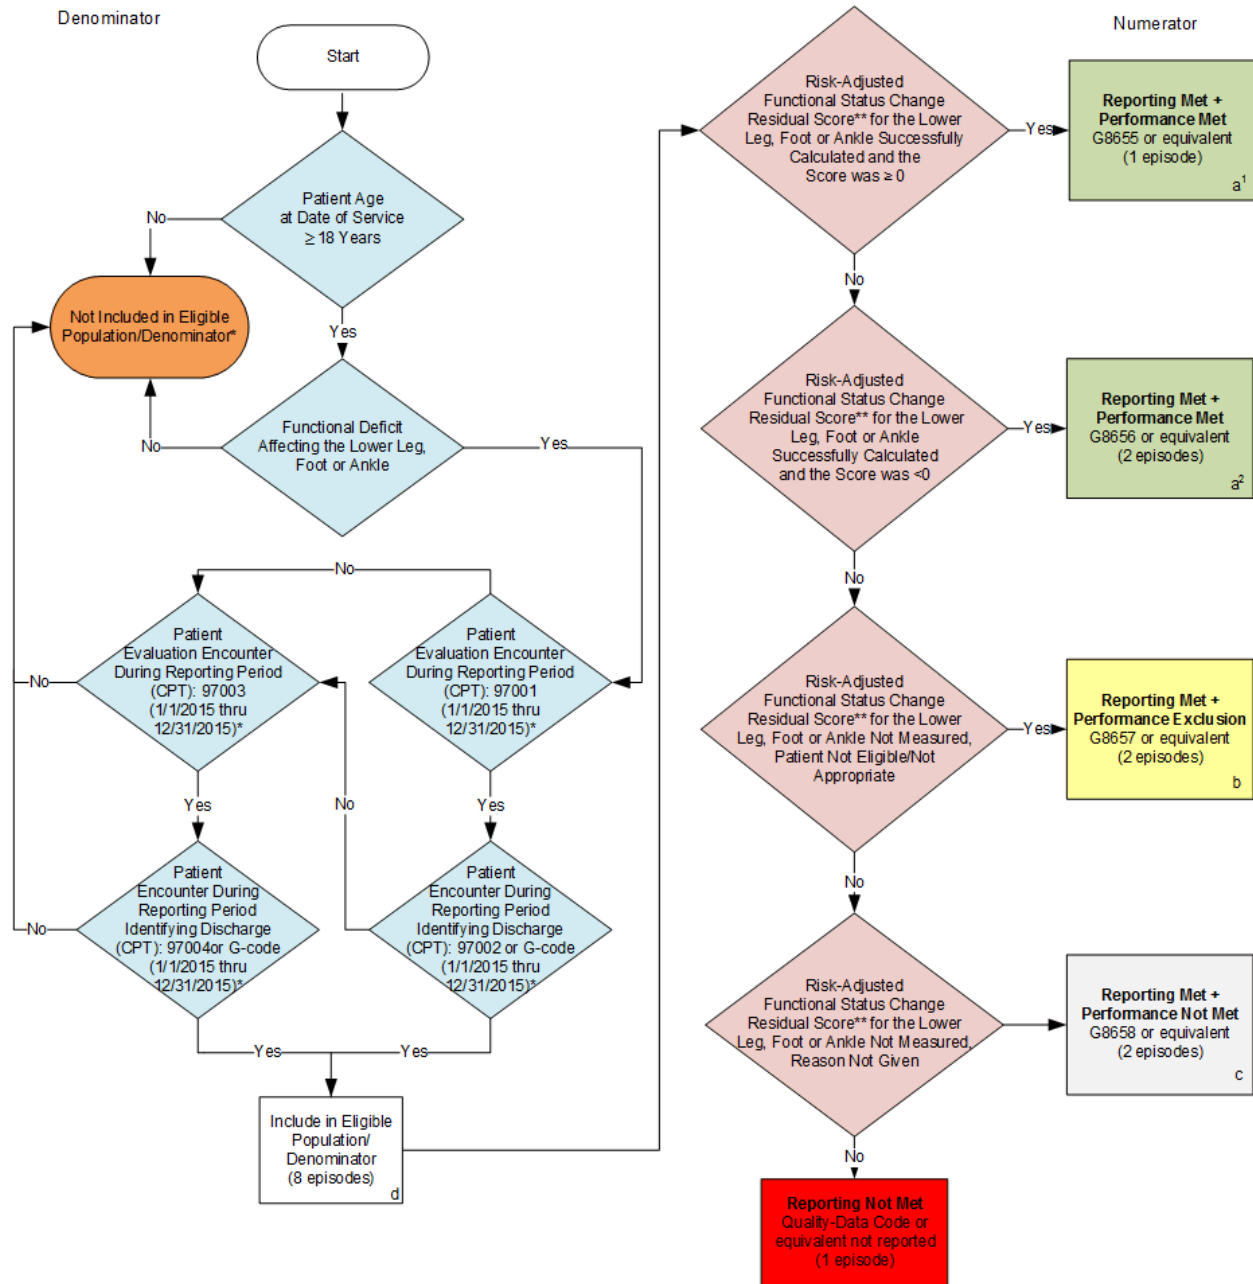 Denominator
Start
Patient Age
at Date of Service
≥ 18 Years
No
Not Included in Eligible
Population/Denominator*
Yes
Functional Deficit
Affecting the Lower Leg,
Foot or Ankle
No
Yes
No
Patient
Evaluation Encounter
During Reporting Period
(CPT): 97003
(1/1/2015 thru
12/31/2015)*
No
Patient
Evaluation Encounter
During Reporting Period
(CPT): 97001
(1/1/2015 thru
12/31/2015)*
Yes
No
Yes
Patient
Encounter During
Reporting Period
Identifying Discharge
(CPT): 97004or G-code
(1/1/2015 thru
12/31/2015)*
No
Patient
Encounter During
Reporting Period
Identifying Discharge
(CPT): 97002 or G-code
(1/1/2015 thru
12/31/2015)*
Yes
Yes
Include in Eligible
Population/
Denominator
(8 episodes)
d
Numerator
Risk-Adjusted
Functional Status Change
Residual Score** for the Lower
Leg, Foot or Ankle Successfully
Calculated and the
Score was ≥ 0
Yes
Reporting Met +
Performance Met
G8655 or equivalent
(1 episode)
a1
No
Risk-Adjusted
Functional Status Change
Residual Score** for the Lower
Leg, Foot or Ankle
Successfully Calculated
and the Score was <0
Yes
Reporting Met +
Performance Met
G8656 or equivalent
(2 episodes)
a2
No
Risk-Adjusted
Functional Status Change
Residual Score** for the Lower
Leg, Foot or Ankle Not Measured,
Patient Not Eligible/Not
Appropriate
Yes
Reporting Met +
Performance Exclusion
G8657 or equivalent
(2 episodes)
b
No
Risk-Adjusted
Functional Status Change
Residual Score** for the Lower
Leg, Foot or Ankle Not Measured,
Reason Not Given
Reporting Met +
Performance Not Met
G8658 or equivalent
(2 episodes)
c
No
Reporting Not Met
Quality-Data Code or
equivalent not reported
(1 episode)